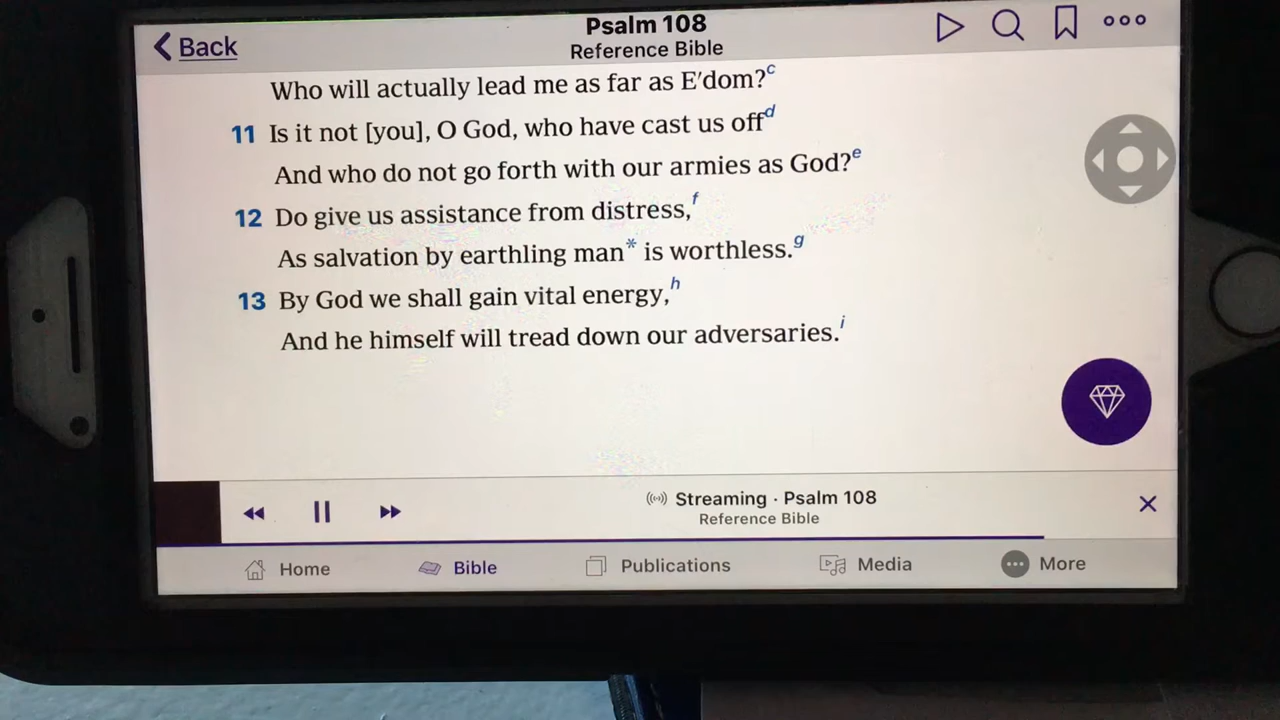 Back
Psalm 108
Reference Bible
Who will actually lead me as far as Eʹdom?c
11 Is it not [you], O God, who have cast us offd
And who do not go forth with our armies as God?e
12 Do give us assistance from distress,f
As salvation by earthling man* is worthless.g
13 By God we shall gain vital energy,h
And he himself will tread down our adversaries.i
Streaming · Psalm 108
Reference Bible
Home
Bible
Publications
Media
More